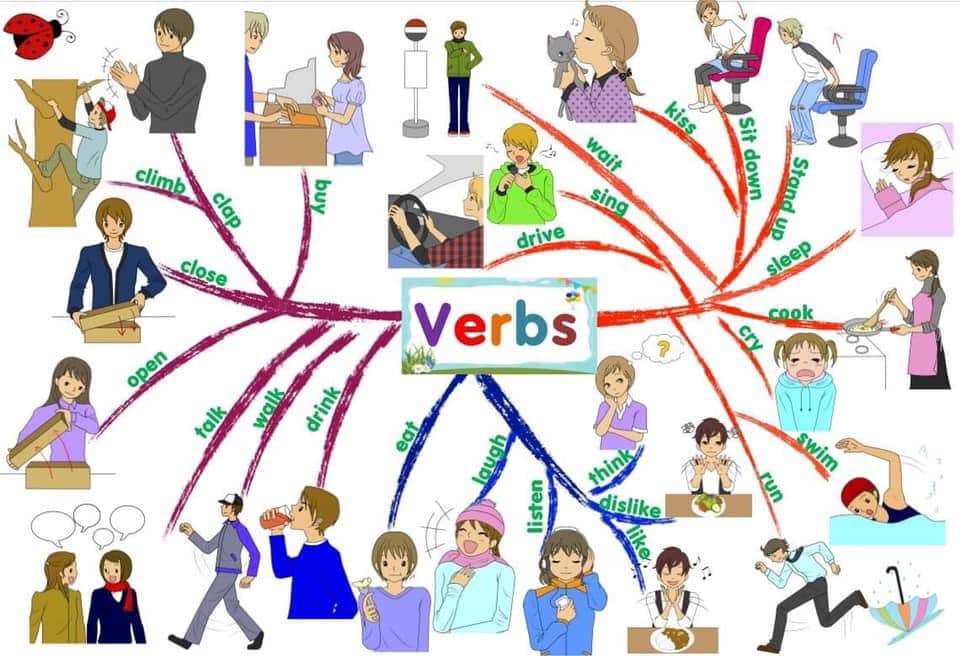 climb
clap
buy
close
open
talk
walk
drink
Verbs
eat
laugh
listen
think
?
dislike
like
wait
kiss
Sit down
Stand up
sing
drive
sleep
cook
cry
swim
run